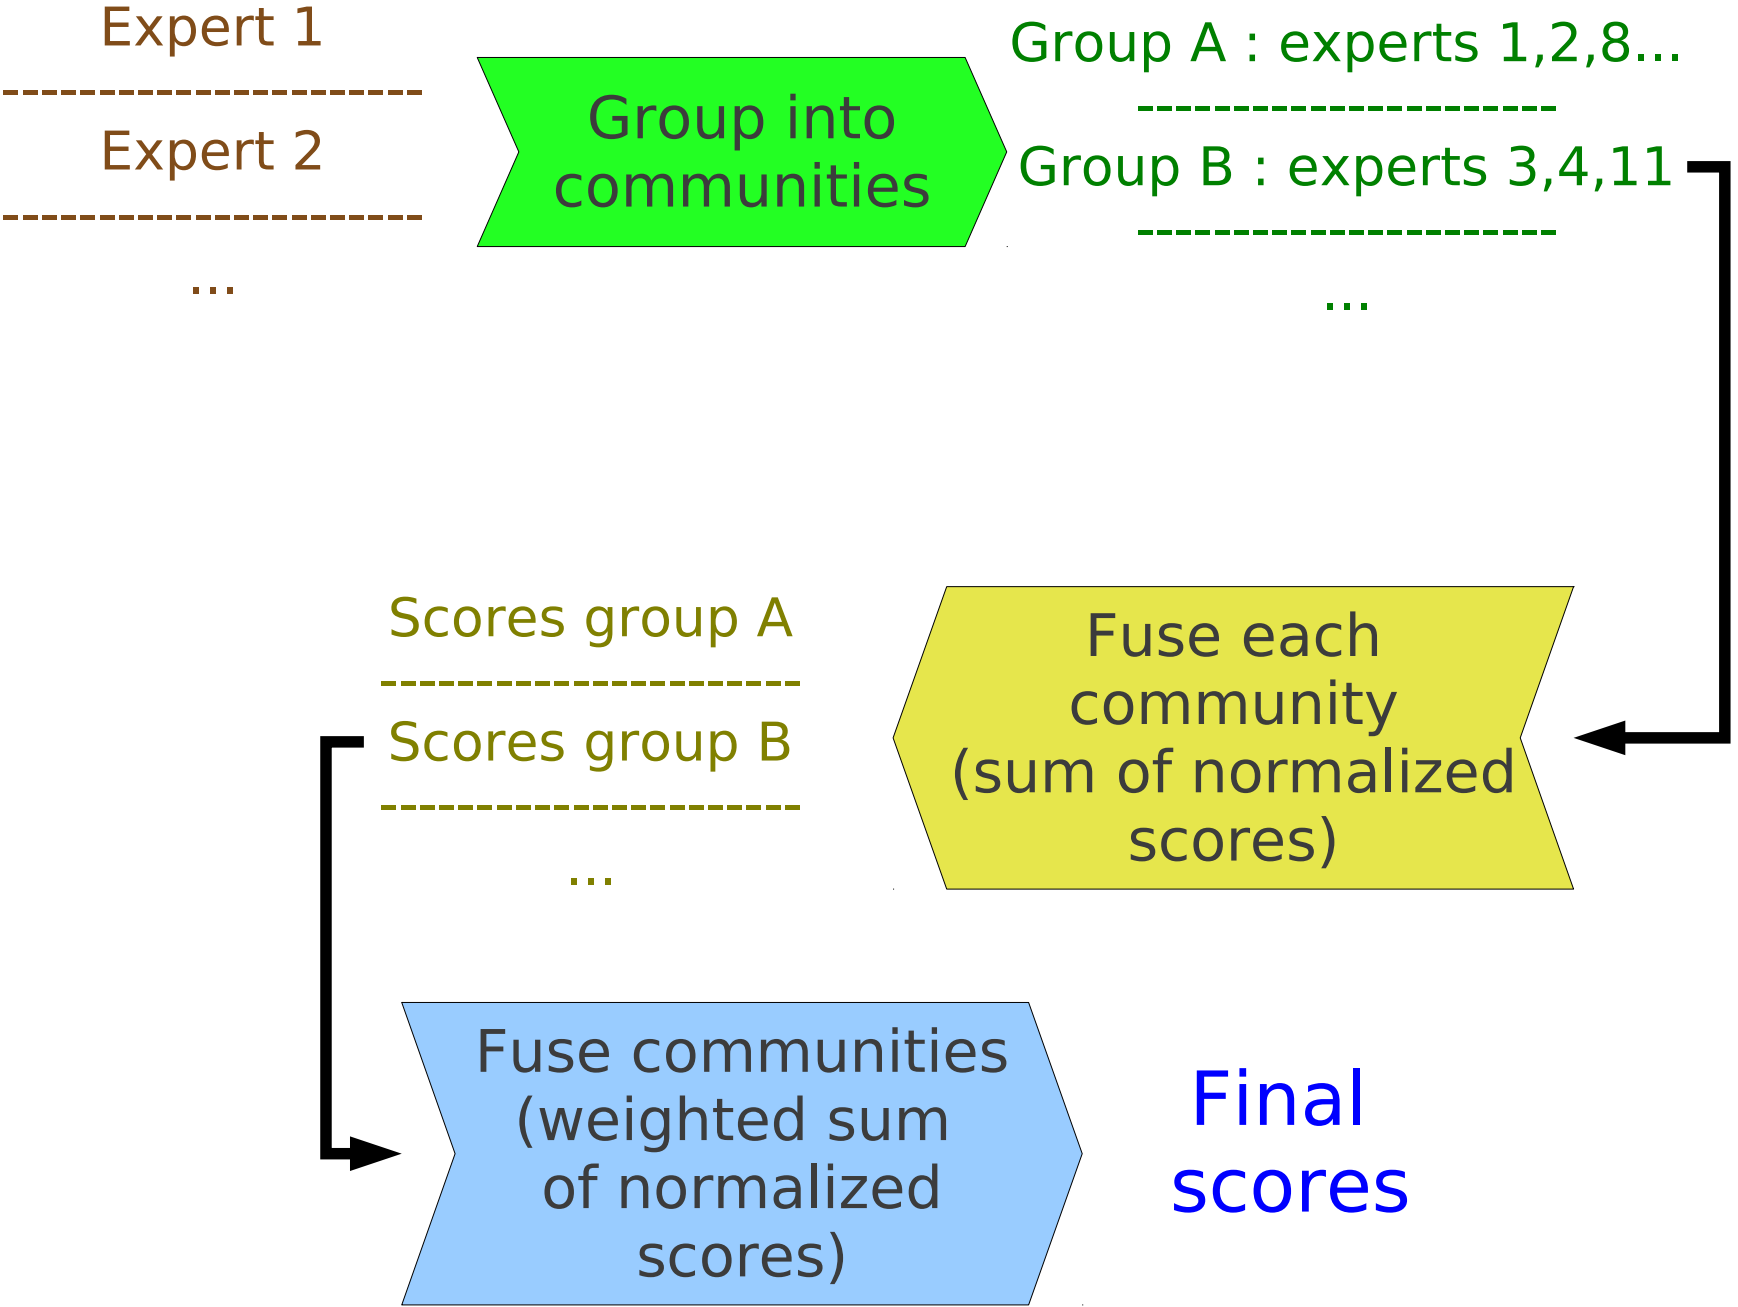 Expert 1
Expert 2
...
Group into
communities
Group A : experts 1,2,8...
Group B : experts 3,4,11
...
Fuse each
community
(sum of normalized
scores)
Scores group A
Scores group B
...
Fuse communities
(weighted sum
of normalized
scores)
Final
scores